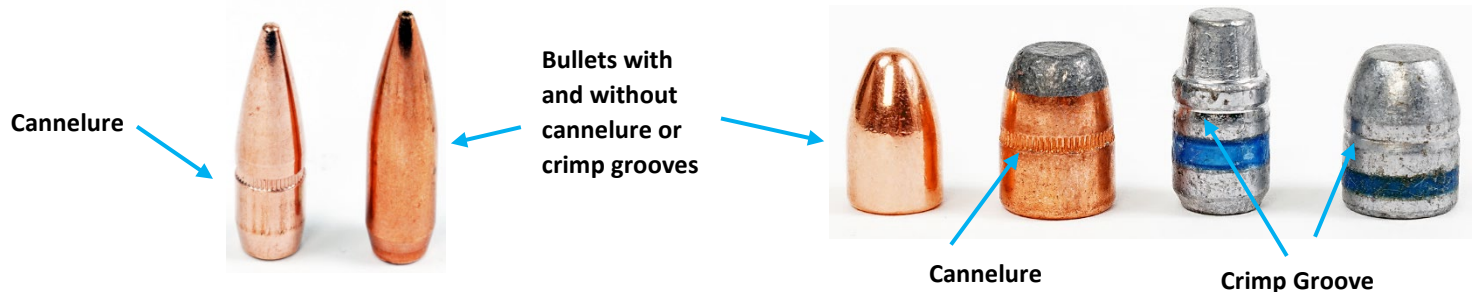 Cannelure
Bullets with
and without
cannelure or
crimp grooves
Cannelure
Crimp Groove